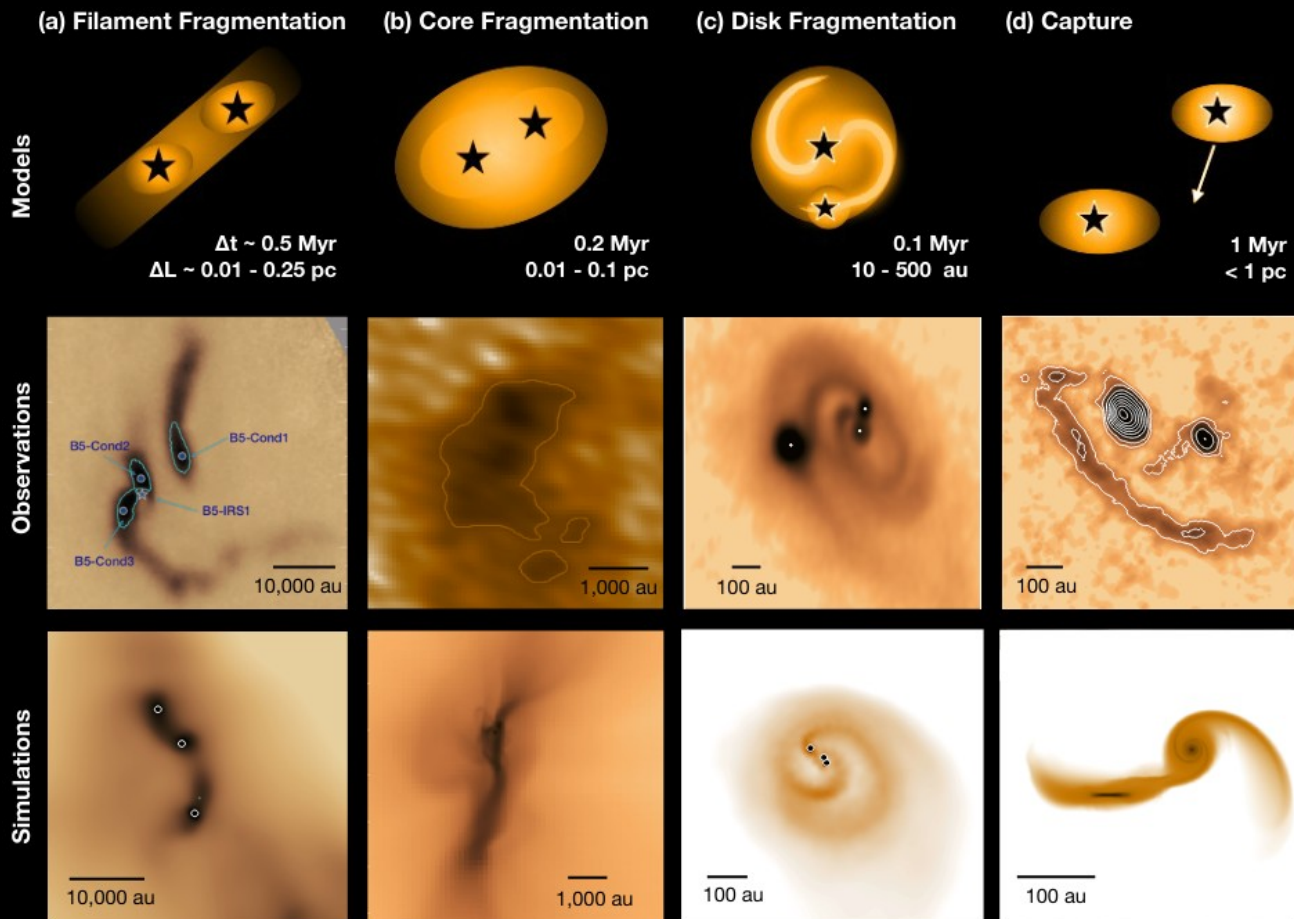 (a) Filament Fragmentation
(b) Core Fragmentation
(c) Disk Fragmentation
(d) Capture
Models
Δt ~ 0.5 Myr
ΔL ~ 0.01 - 0.25 pc
0.2 Myr
0.01 - 0.1 pc
0.1 Myr
10 - 500 au
1 Myr
< 1 pc
Observations
B5-Cond2
B5-Cond1
B5-IRS1
B5-Cond3
10,000 au
1,000 au
100 au
100 au
Simulations
10,000 au
1,000 au
100 au
100 au